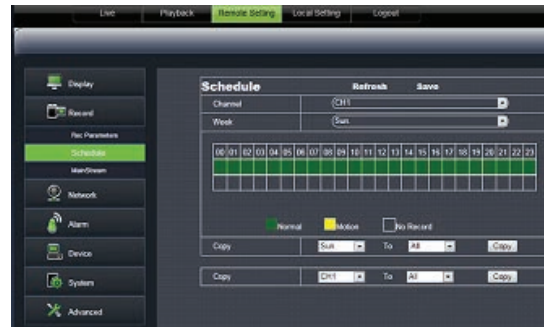 Live Playback Remote Setting Local Setting Logout
Display
Record
Rec Parameters
Schedule
MainStream
Network
Alarm
Device
System
Advanced
Schedule Refresh Save
Channel CH1
Week Sun
00 01 02 03 04 05 06 07 08 09 10 11 12 13 14 15 16 17 18 19 20 21 22 23
Normal Motion No Record
Copy Sun To All Copy
Copy CH1 To All Copy